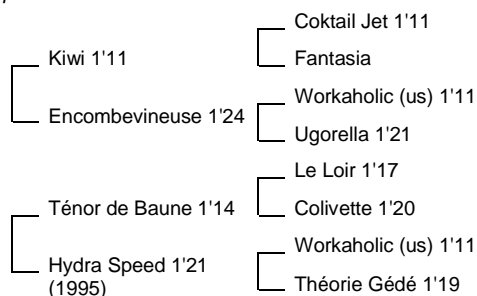 Coktail Jet 1'11
Kiwi 1'11
Fantasia
Workaholic (us) 1'11
Encombevineuse 1'24
Ugorella 1'21
Le Loir 1'17
Ténor de Baune 1'14
Colivette 1'20
Workaholic (us) 1'11
Hydra Speed 1'21
(1995)
Théorie Gédé 1'19